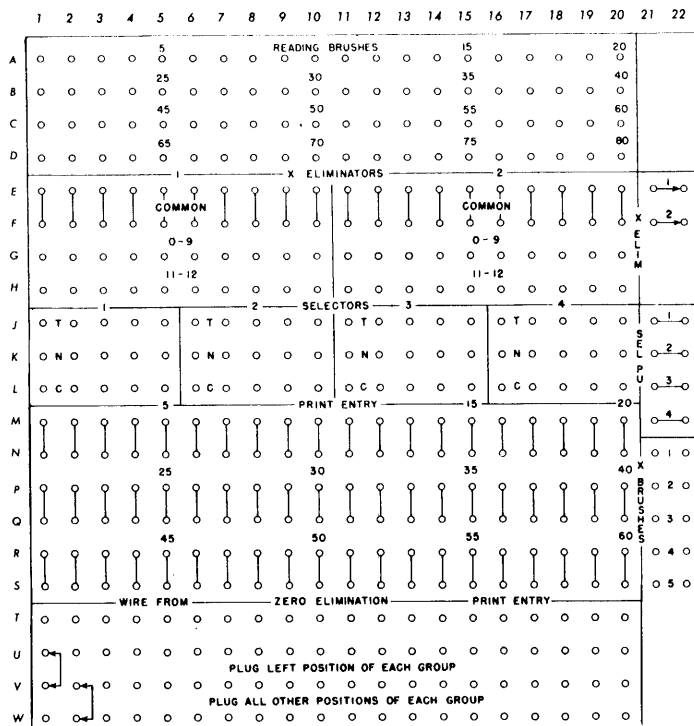 1 2 3 4 5 6 7 8 9 10 11 12 13 14 15 16 17 18 19 20 21 22
5 READING BRUSHES 15 20
A
25 30 35 40
B
45 50 55 60
C
65 70 75 80
D
1 X ELIMINATORS 2
E 1
COMMON COMMON
F 2
0-9 0-9
G
11-12 11-12
H
X ELIM
1 2 SELECTORS 3 4
J T T T T 1
K N N N N 2
L C C C C 3
SEL PU
5 PRINT ENTRY 15 20
M 4
N 1
25 30 35 40
P 2
Q 3
45 50 55 60
R 4
S 5
X BRUSHES
WIRE FROM ZERO ELIMINATION PRINT ENTRY
T
U
PLUG LEFT POSITION OF EACH GROUP
V
PLUG ALL OTHER POSITIONS OF EACH GROUP
W